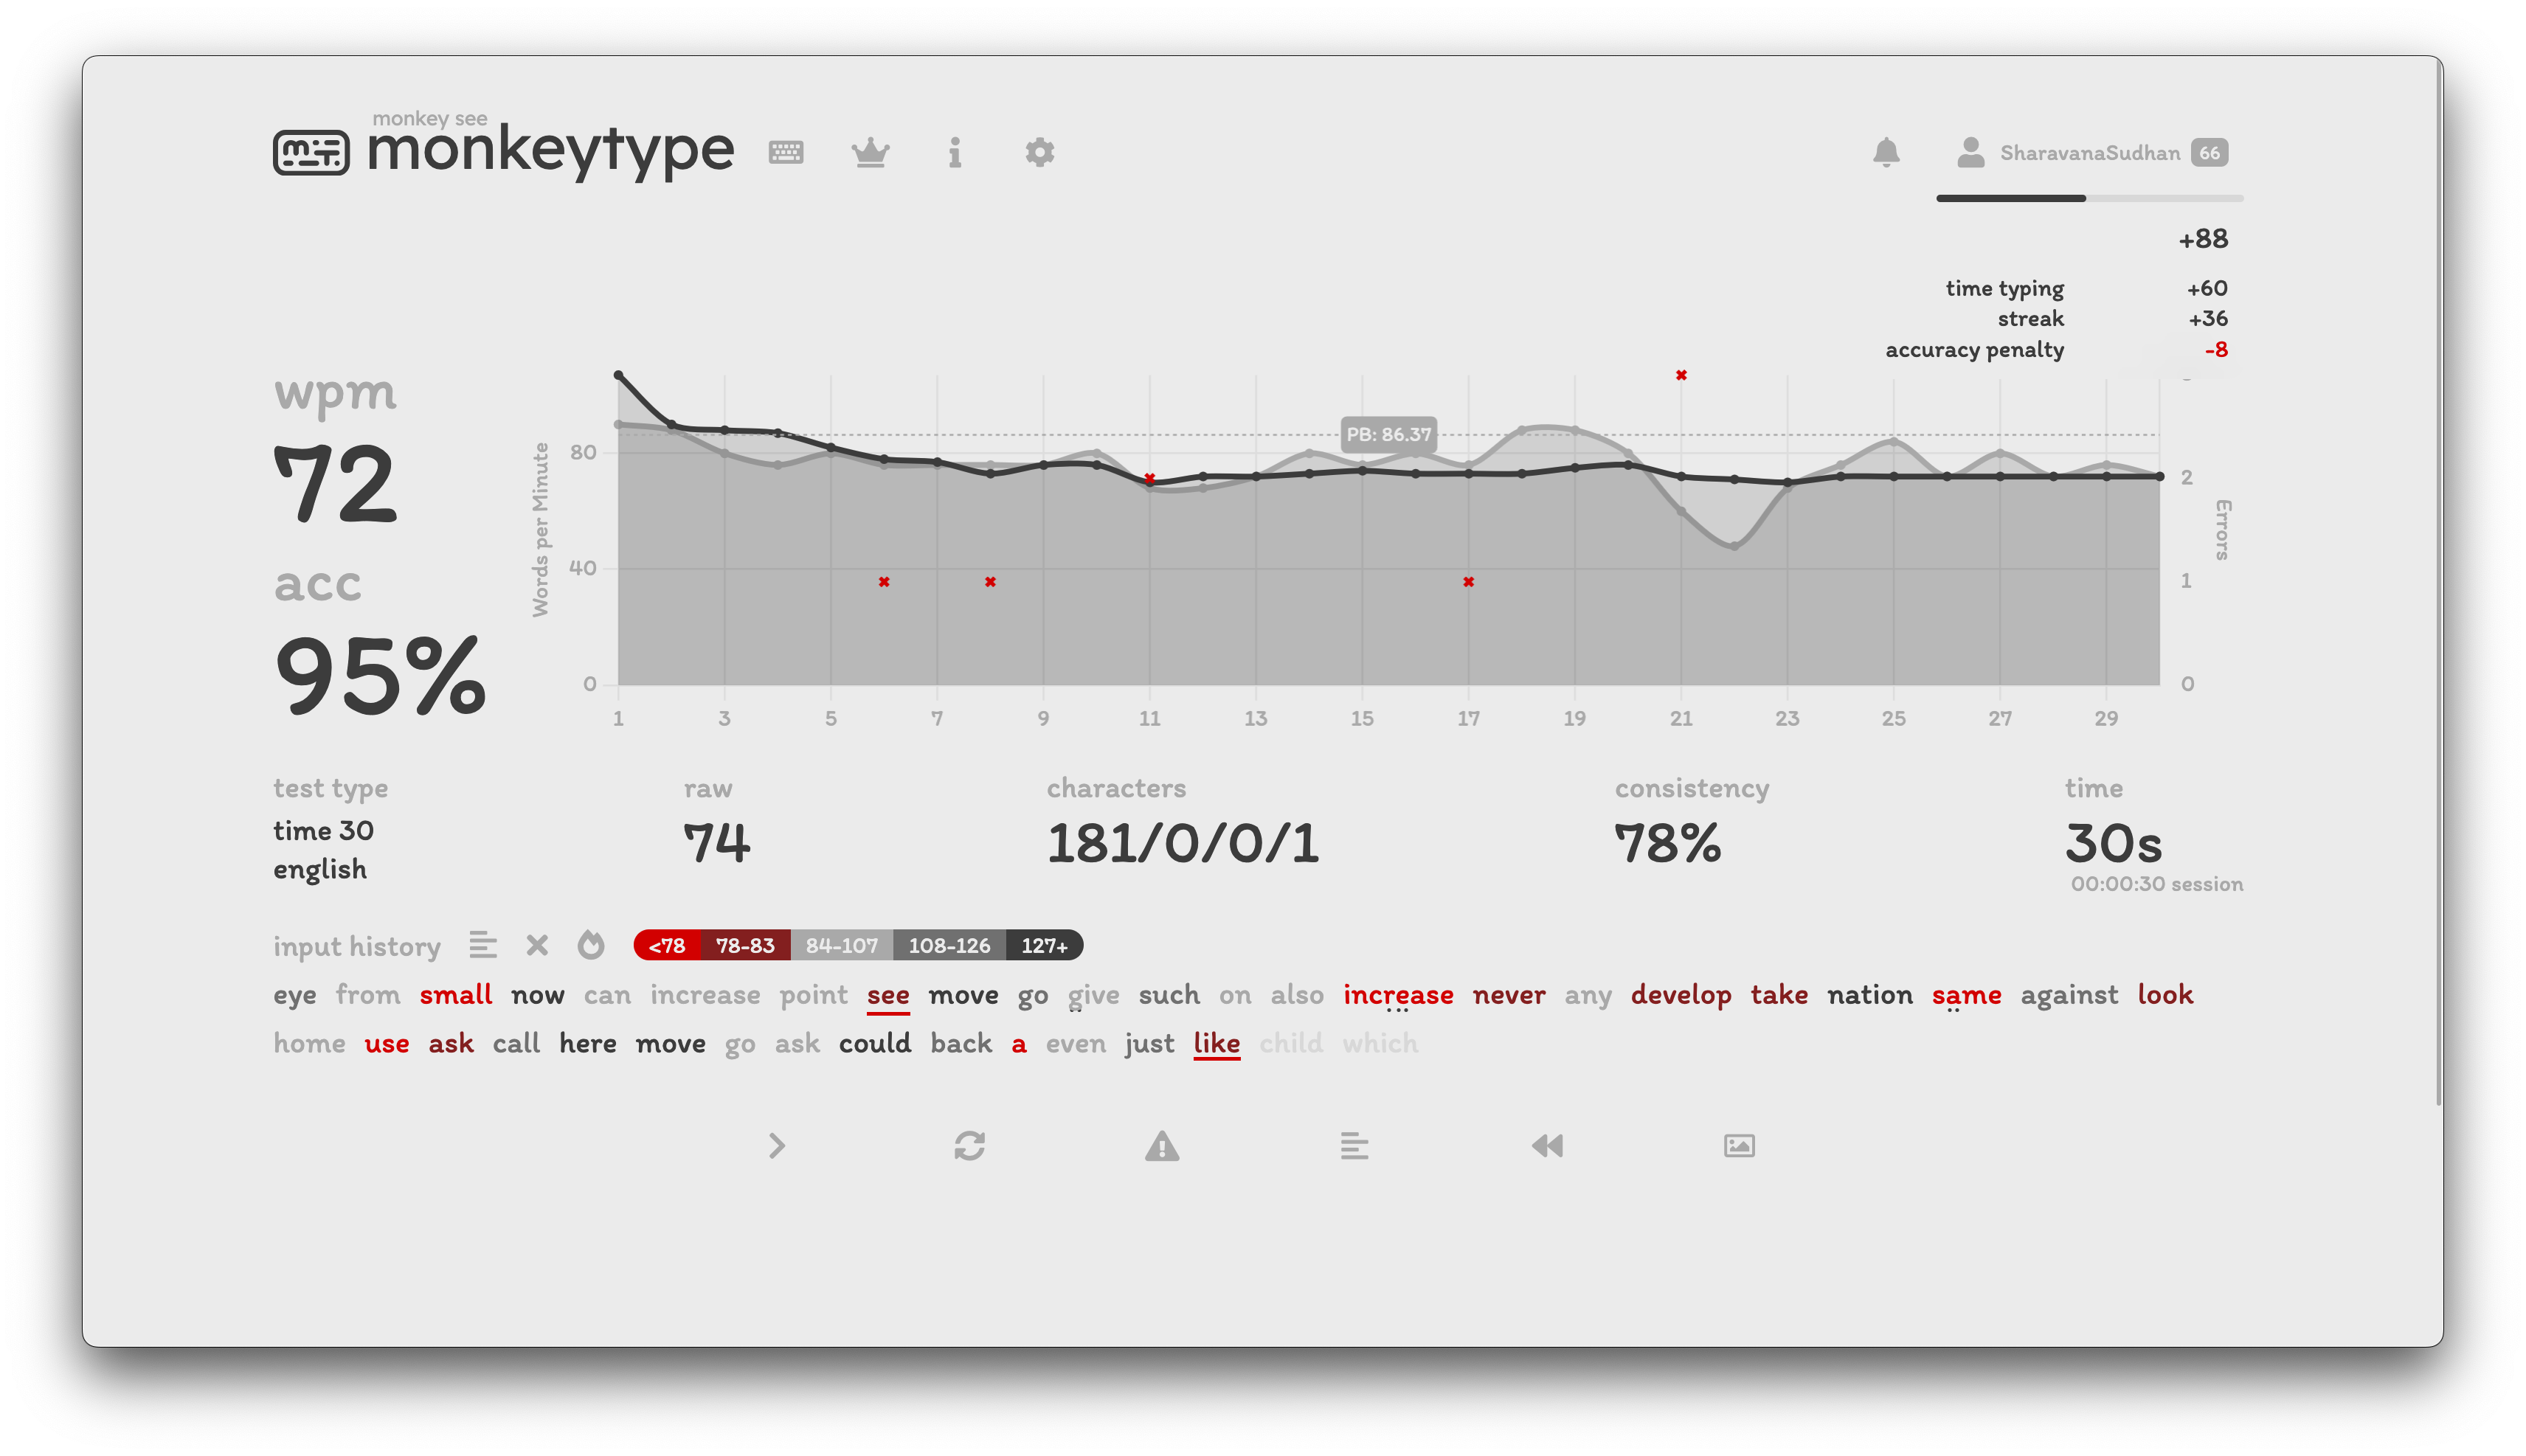 monkey see
monkeytype
SharavanaSudhan 66
+88
time typing +60
streak +36
accuracy penalty -8
wpm
72
acc
95%
Words per Minute
80
40
0
PB: 86.37
2
1
0
Errors
1 3 5 7 9 11 13 15 17 19 21 23 25 27 29
test type
time 30
english
raw
74
characters
181/0/0/1
consistency
78%
time
30s
00:00:30 session
input history <78 78-83 84-107 108-126 127+
eye from small now can increase point see move go give such on also increase never any develop take nation same against look
home use ask call here move go ask could back a even just like child which